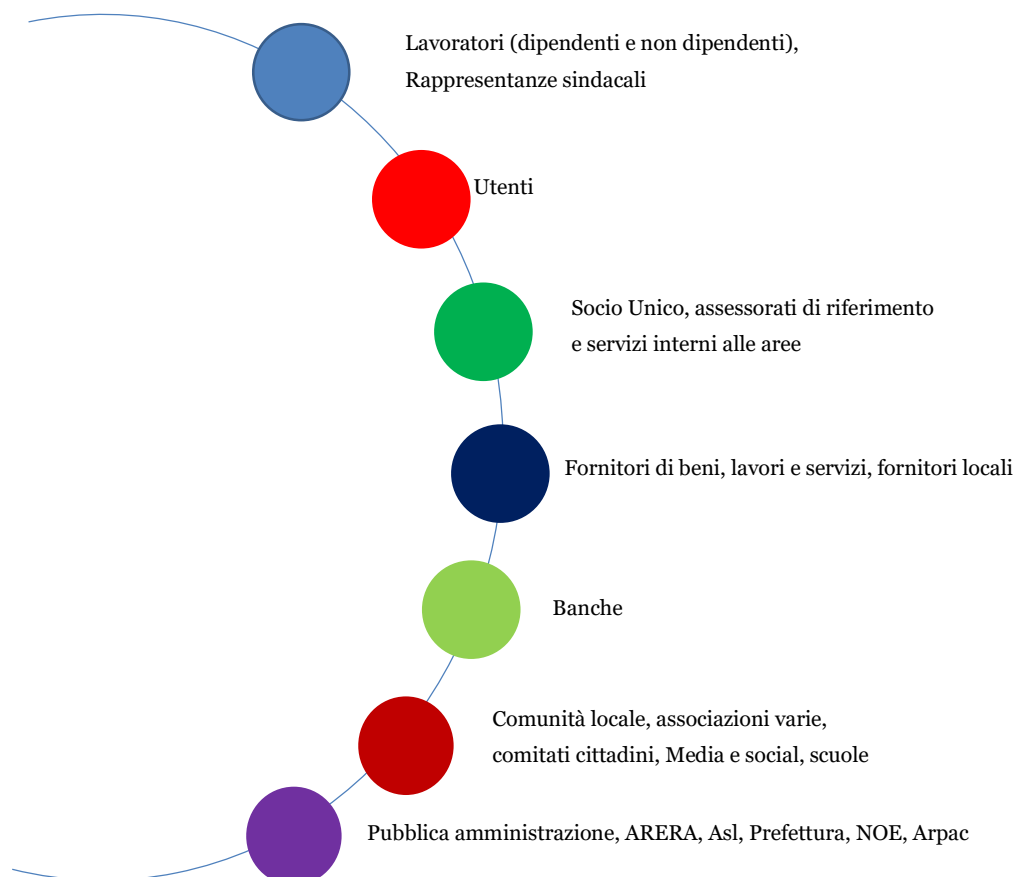 Lavoratori (dipendenti e non dipendenti),
Rappresentanze sindacali
Utenti
Socio Unico, assessorati di riferimento
e servizi interni alle aree
Fornitori di beni, lavori e servizi, fornitori locali
Banche
Comunità locale, associazioni varie,
comitati cittadini, Media e social, scuole
Pubblica amministrazione, ARERA, Asl, Prefettura, NOE, Arpac